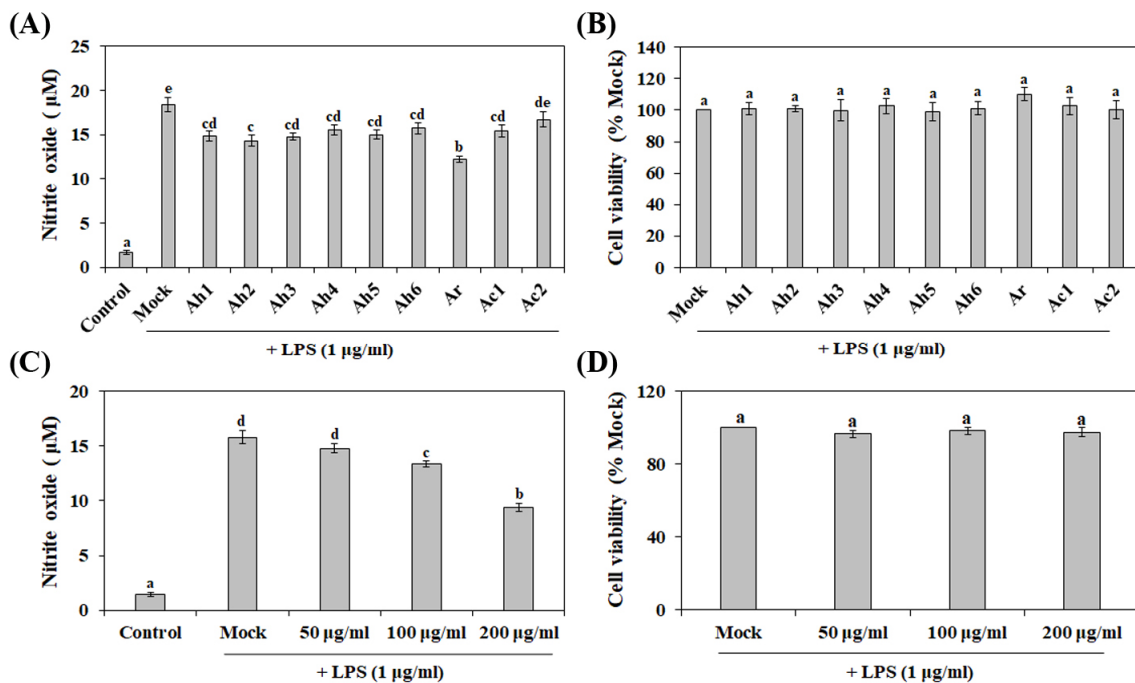 (A)
Nitrite oxide ( µM)
25
20
15
10
5
0
a
e
cd
c
cd
cd
cd
cd
b
cd
de
Control
Mock
Ah1
Ah2
Ah3
Ah4
Ah5
Ah6
Ar
Ac1
Ac2
+ LPS (1 µg/ml)
(B)
Cell viability (% Mock)
140
120
100
80
60
40
20
0
a
a
a
a
a
a
a
a
a
a
Mock
Ah1
Ah2
Ah3
Ah4
Ah5
Ah6
Ar
Ac1
Ac2
+ LPS (1 µg/ml)
(C)
Nitrite oxide ( µM)
20
15
10
5
0
a
d
d
c
b
Control Mock 50 µg/ml 100 µg/ml 200 µg/ml
+ LPS (1 µg/ml)
(D)
Cell viability (% Mock)
120
80
40
0
a
a
a
a
Mock 50 µg/ml 100 µg/ml 200 µg/ml
+ LPS (1 µg/ml)